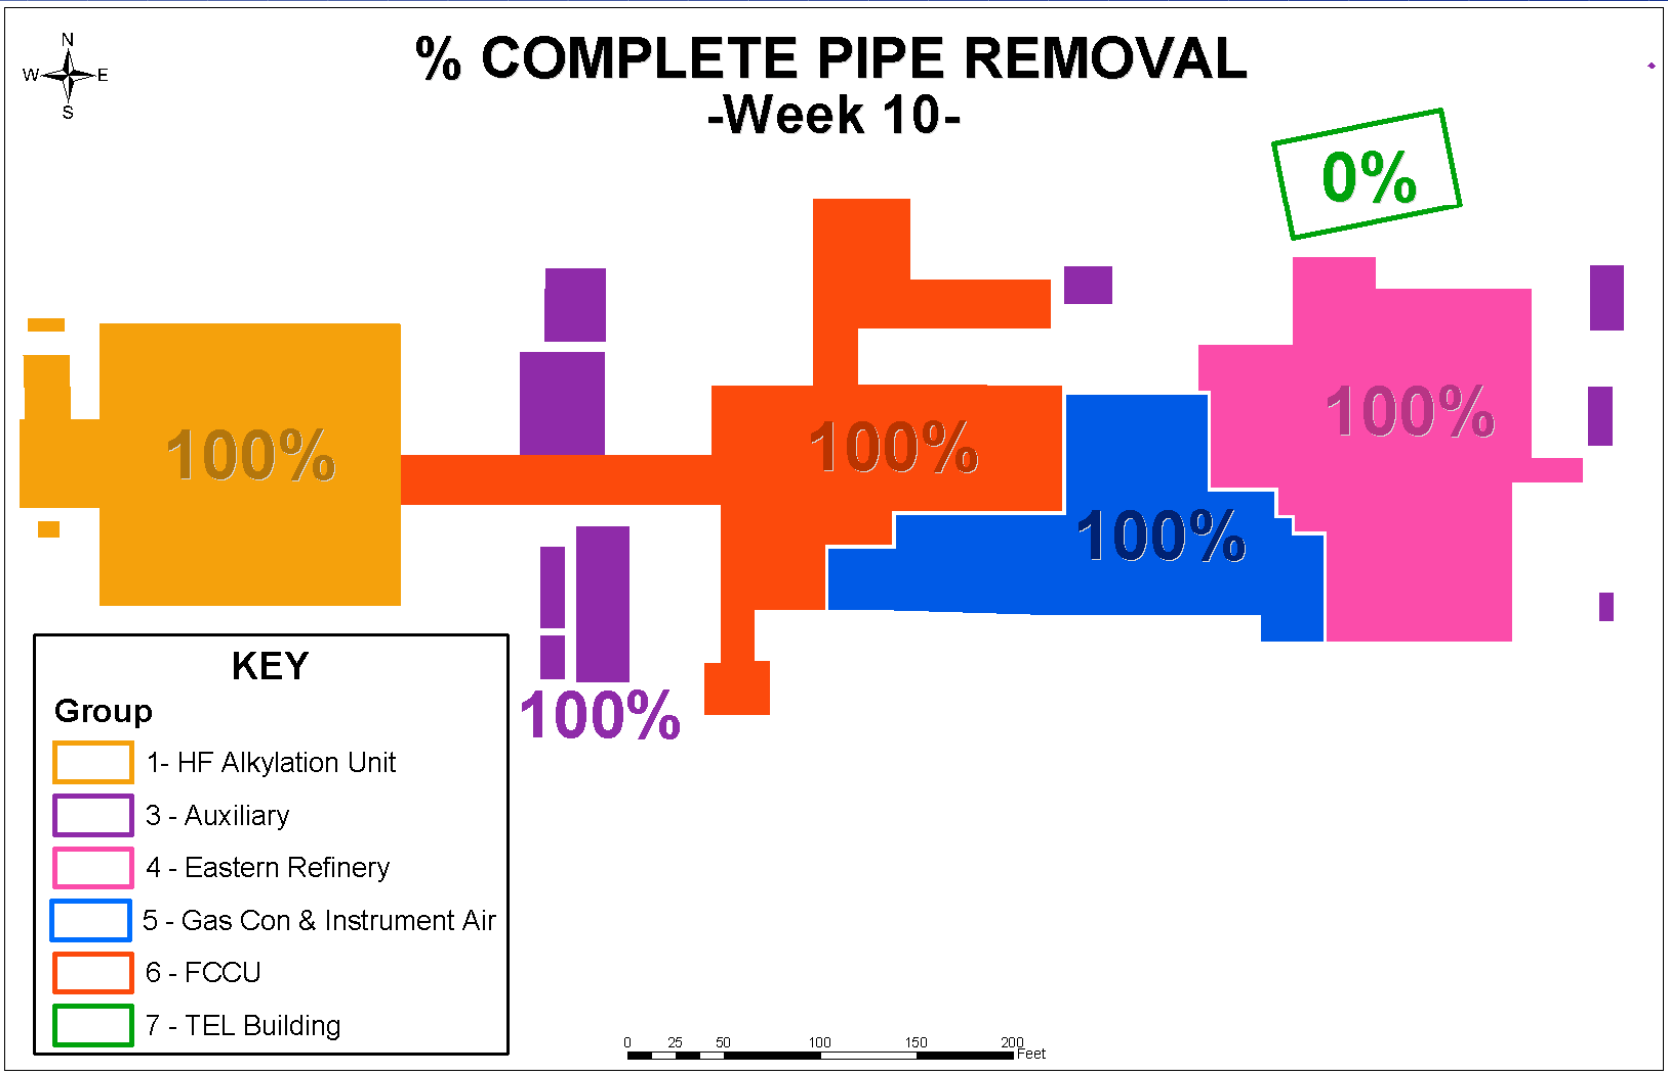 % COMPLETE PIPE REMOVAL
-Week 10-
N
W E
S
0%
100%
100%
100%
100%
100%
KEY
Group
1- HF Alkylation Unit
3 - Auxiliary
4 - Eastern Refinery
5 - Gas Con & Instrument Air
6 - FCCU
7 - TEL Building
0 25 50 100 150 200
Feet